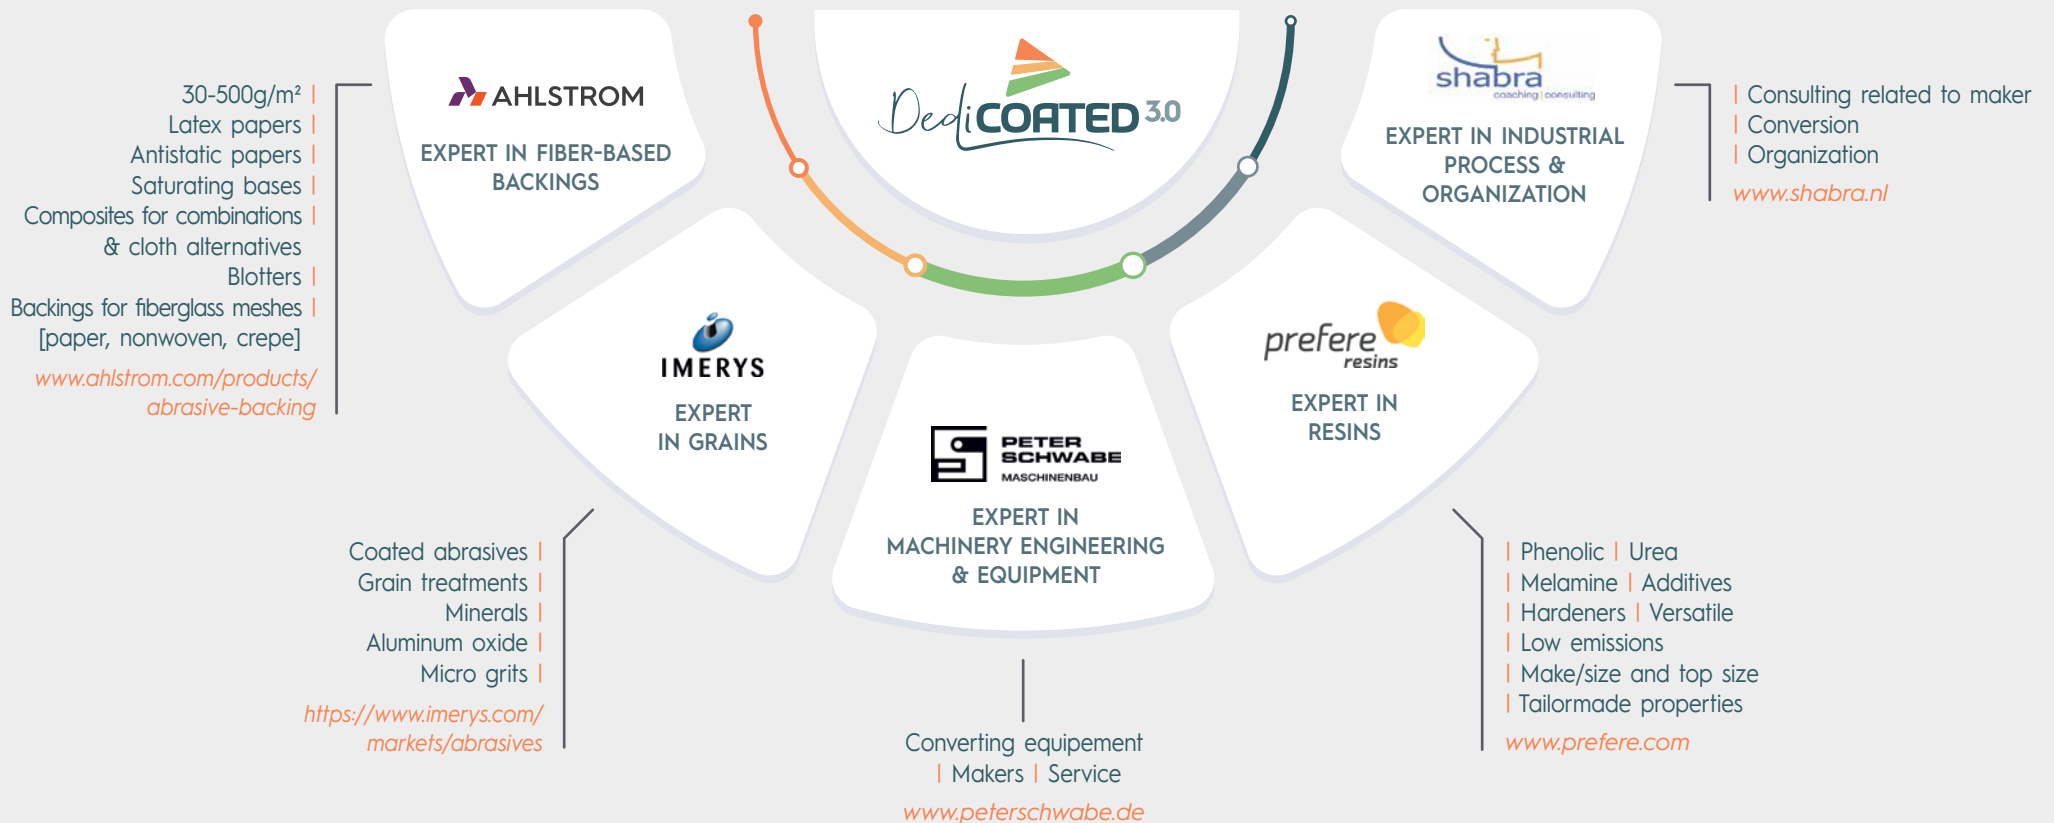 DediCOATED 3.0
AHLSTROM
EXPERT IN FIBER-BASED
BACKINGS
30-500g/m² |
Latex papers |
Antistatic papers |
Saturating bases |
Composites for combinations |
& cloth alternatives
Blotters |
Backings for fiberglass meshes |
[paper, nonwoven, crepe]
www.ahlstrom.com/products/
abrasive-backing
IMERYS
EXPERT
IN GRAINS
Coated abrasives |
Grain treatments |
Minerals |
Aluminum oxide |
Micro grits |
https://www.imerys.com/
markets/abrasives
PETER
SCHWABE
MASCHINENBAU
EXPERT IN
MACHINERY ENGINEERING
& EQUIPMENT
Converting equipement
| Makers | Service
www.peterschwabe.de
prefere
resins
EXPERT IN
RESINS
| Phenolic | Urea
| Melamine | Additives
| Hardeners | Versatile
| Low emissions
| Make/size and top size
| Tailormade properties
www.prefere.com
shabra
coaching | consulting
EXPERT IN INDUSTRIAL
PROCESS &
ORGANIZATION
| Consulting related to maker
| Conversion
| Organization
www.shabra.nl